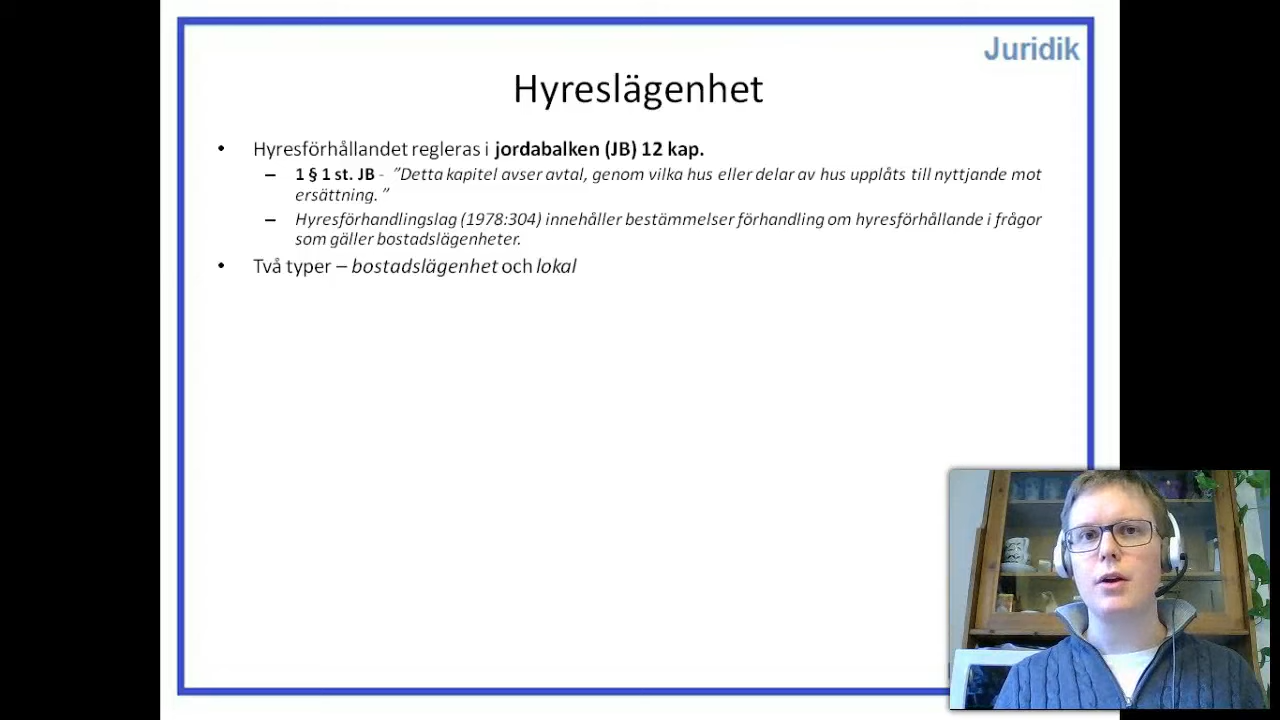 Juridik
Hyreslägenhet
• Hyresförhållandet regleras i jordabalken (JB) 12 kap.
– 1 § 1 st. JB - ”Detta kapitel avser avtal, genom vilka hus eller delar av hus upplåts till nyttjande mot
ersättning. ”
– Hyresförhandlingslag (1978:304) innehåller bestämmelser förhandling om hyresförhållande i frågor
som gäller bostadslägenheter.
• Två typer – bostadslägenhet och lokal